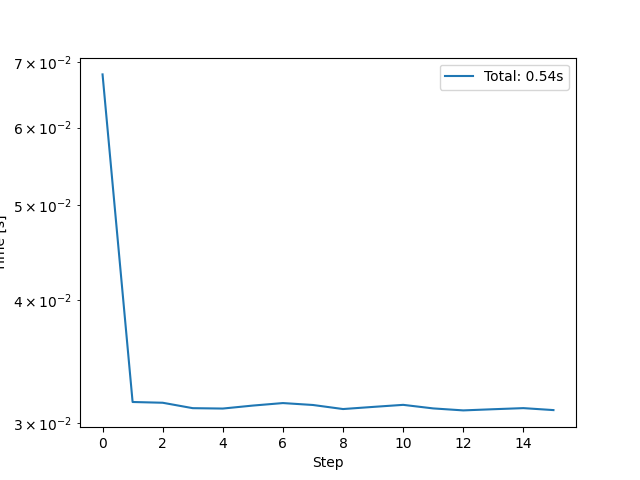 7 × 10⁻²
6 × 10⁻²
5 × 10⁻²
4 × 10⁻²
3 × 10⁻²
[s]
Total: 0.54s
0 2 4 6 8 10 12 14
Step